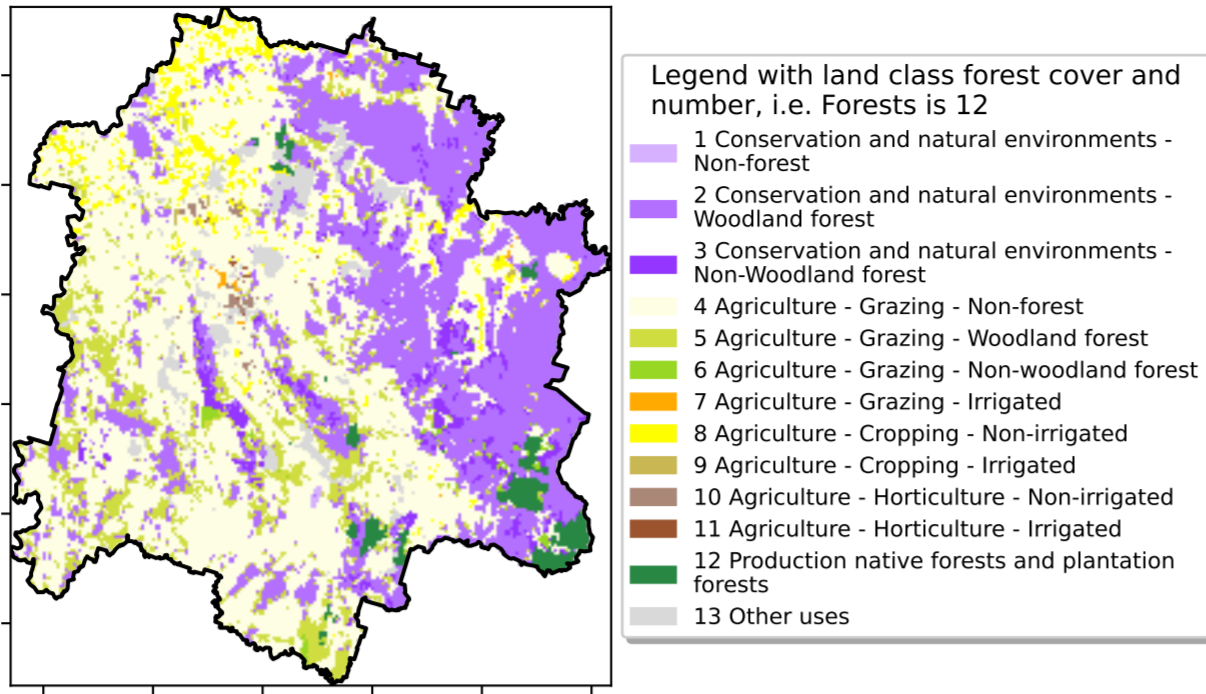 Legend with land class forest cover and
number, i.e. Forests is 12
1 Conservation and natural environments -
Non-forest
2 Conservation and natural environments -
Woodland forest
3 Conservation and natural environments -
Non-Woodland forest
4 Agriculture - Grazing - Non-forest
5 Agriculture - Grazing - Woodland forest
6 Agriculture - Grazing - Non-woodland forest
7 Agriculture - Grazing - Irrigated
8 Agriculture - Cropping - Non-irrigated
9 Agriculture - Cropping - Irrigated
10 Agriculture - Horticulture - Non-irrigated
11 Agriculture - Horticulture - Irrigated
12 Production native forests and plantation
forests
13 Other uses